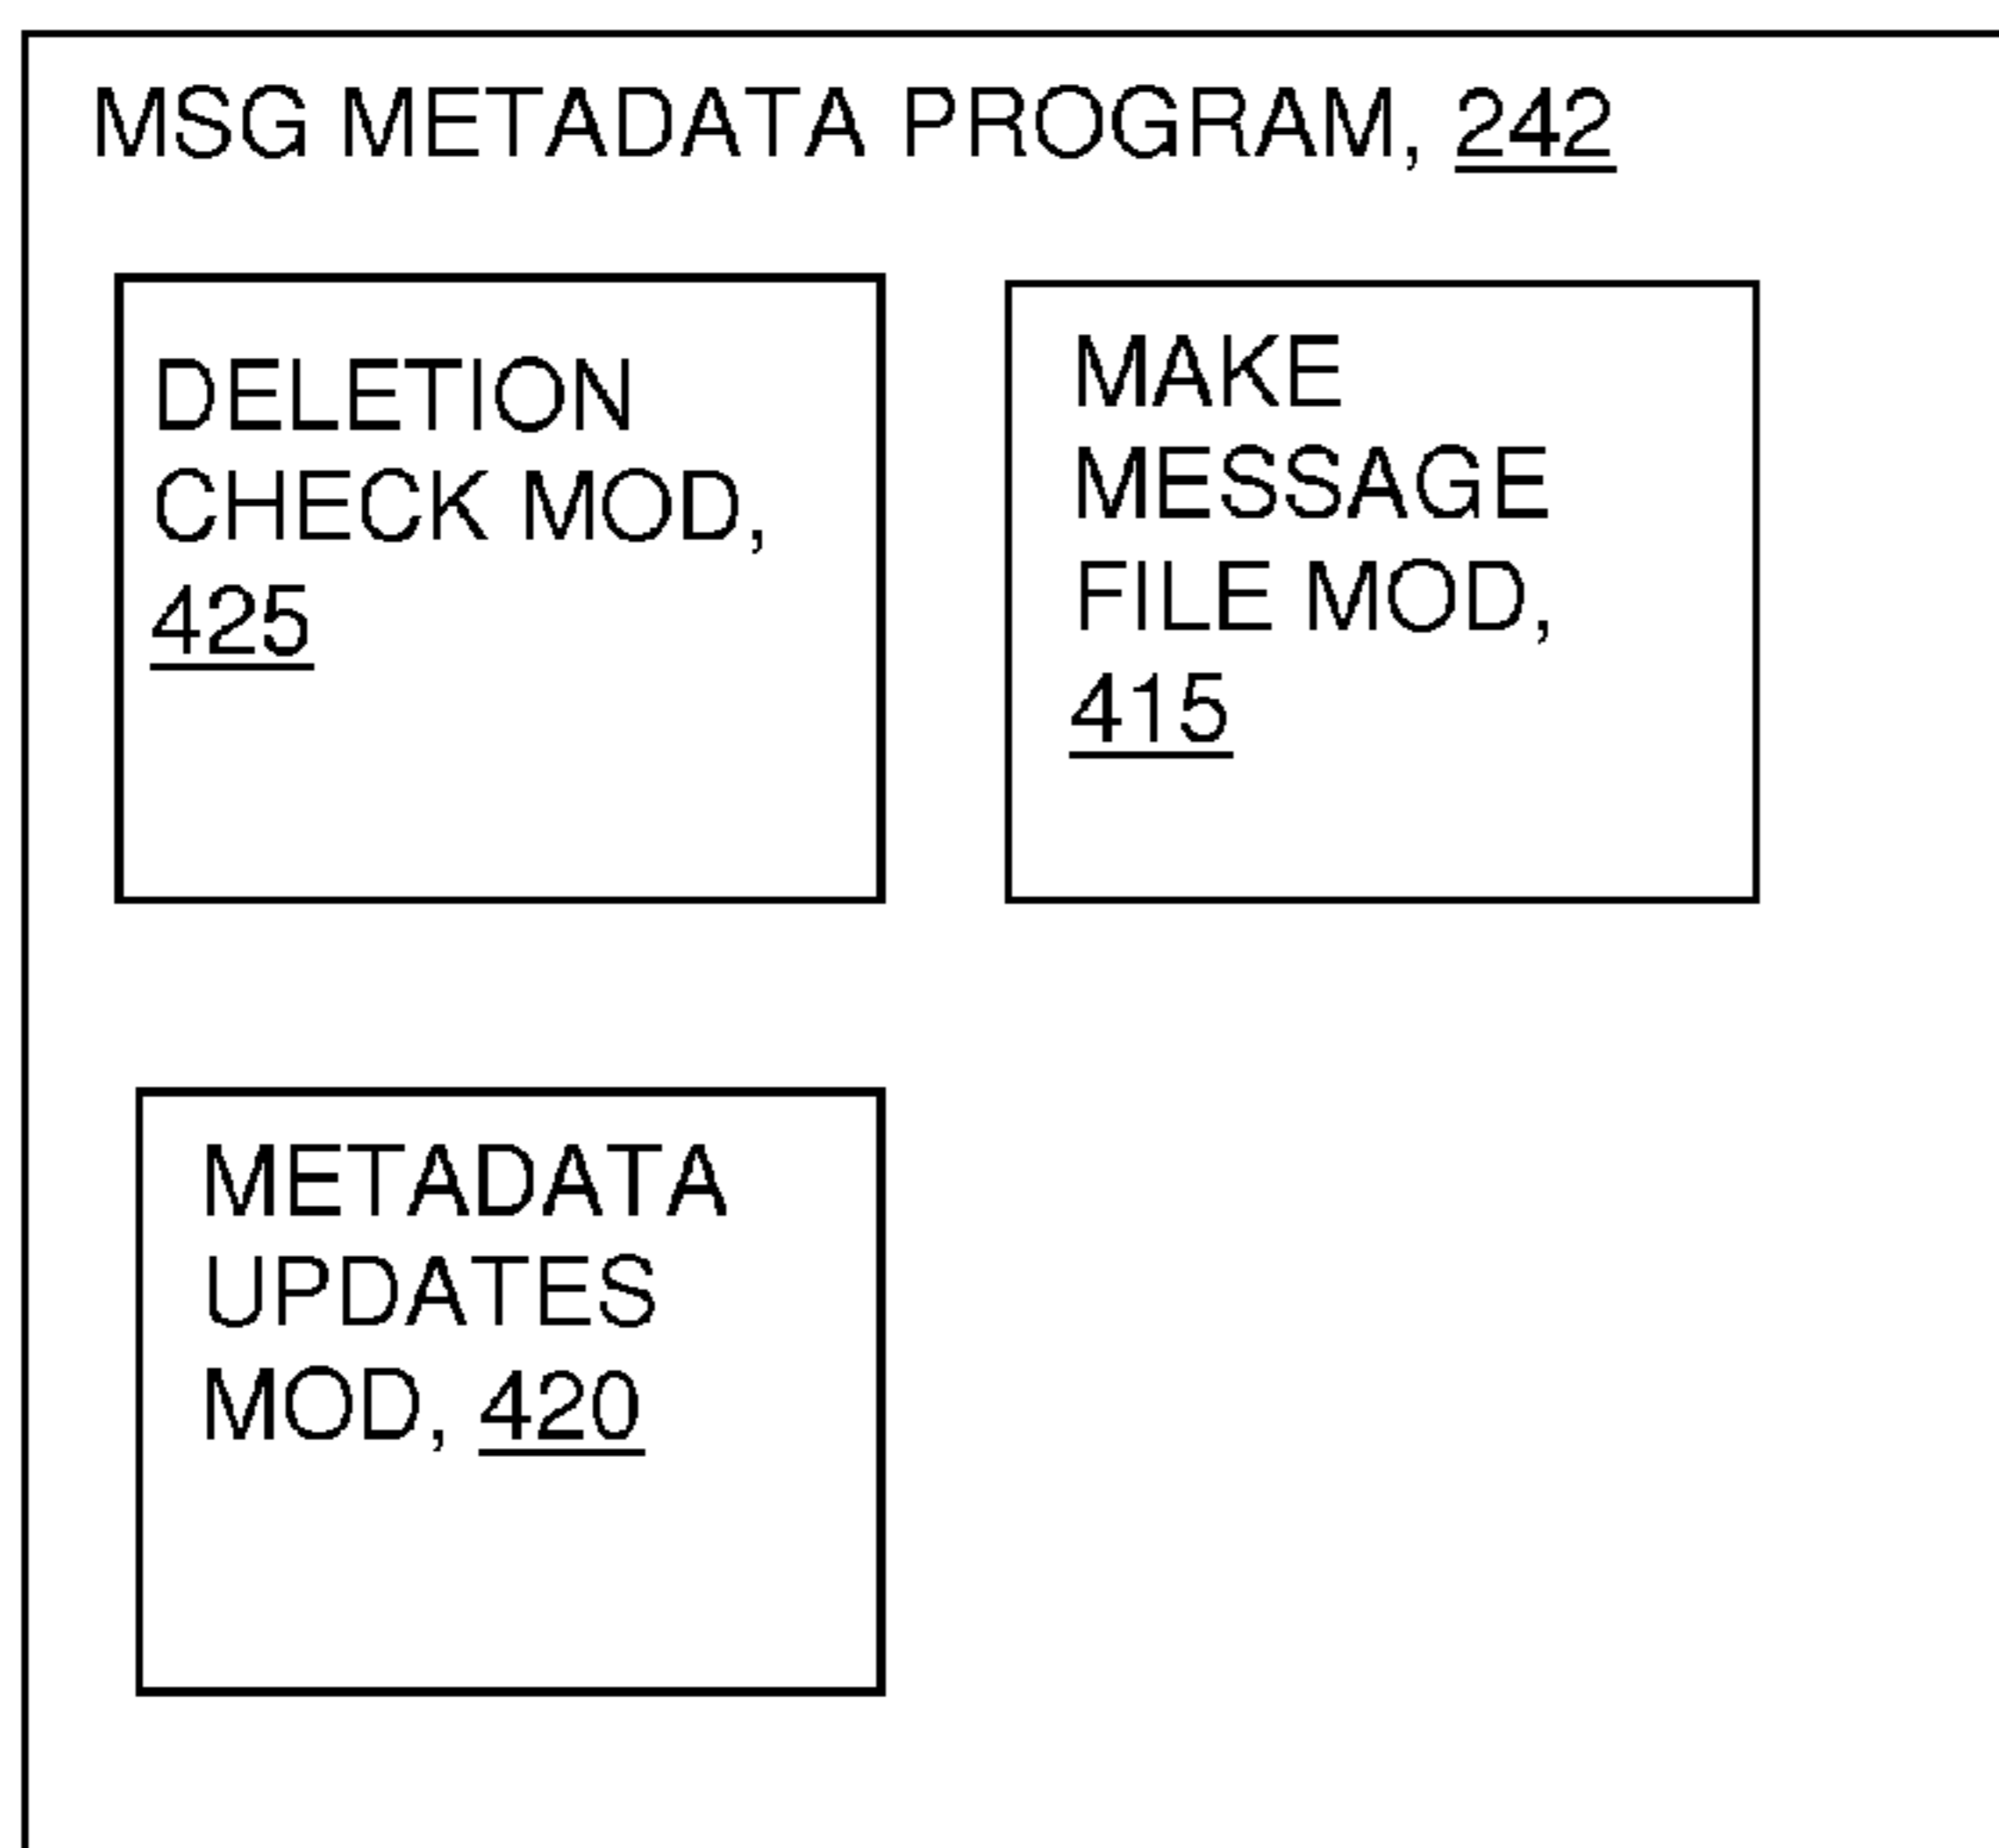 MSG METADATA PROGRAM, 242
DELETION
CHECK MOD,
425
MAKE
MESSAGE
FILE MOD,
415
METADATA
UPDATES
MOD, 420